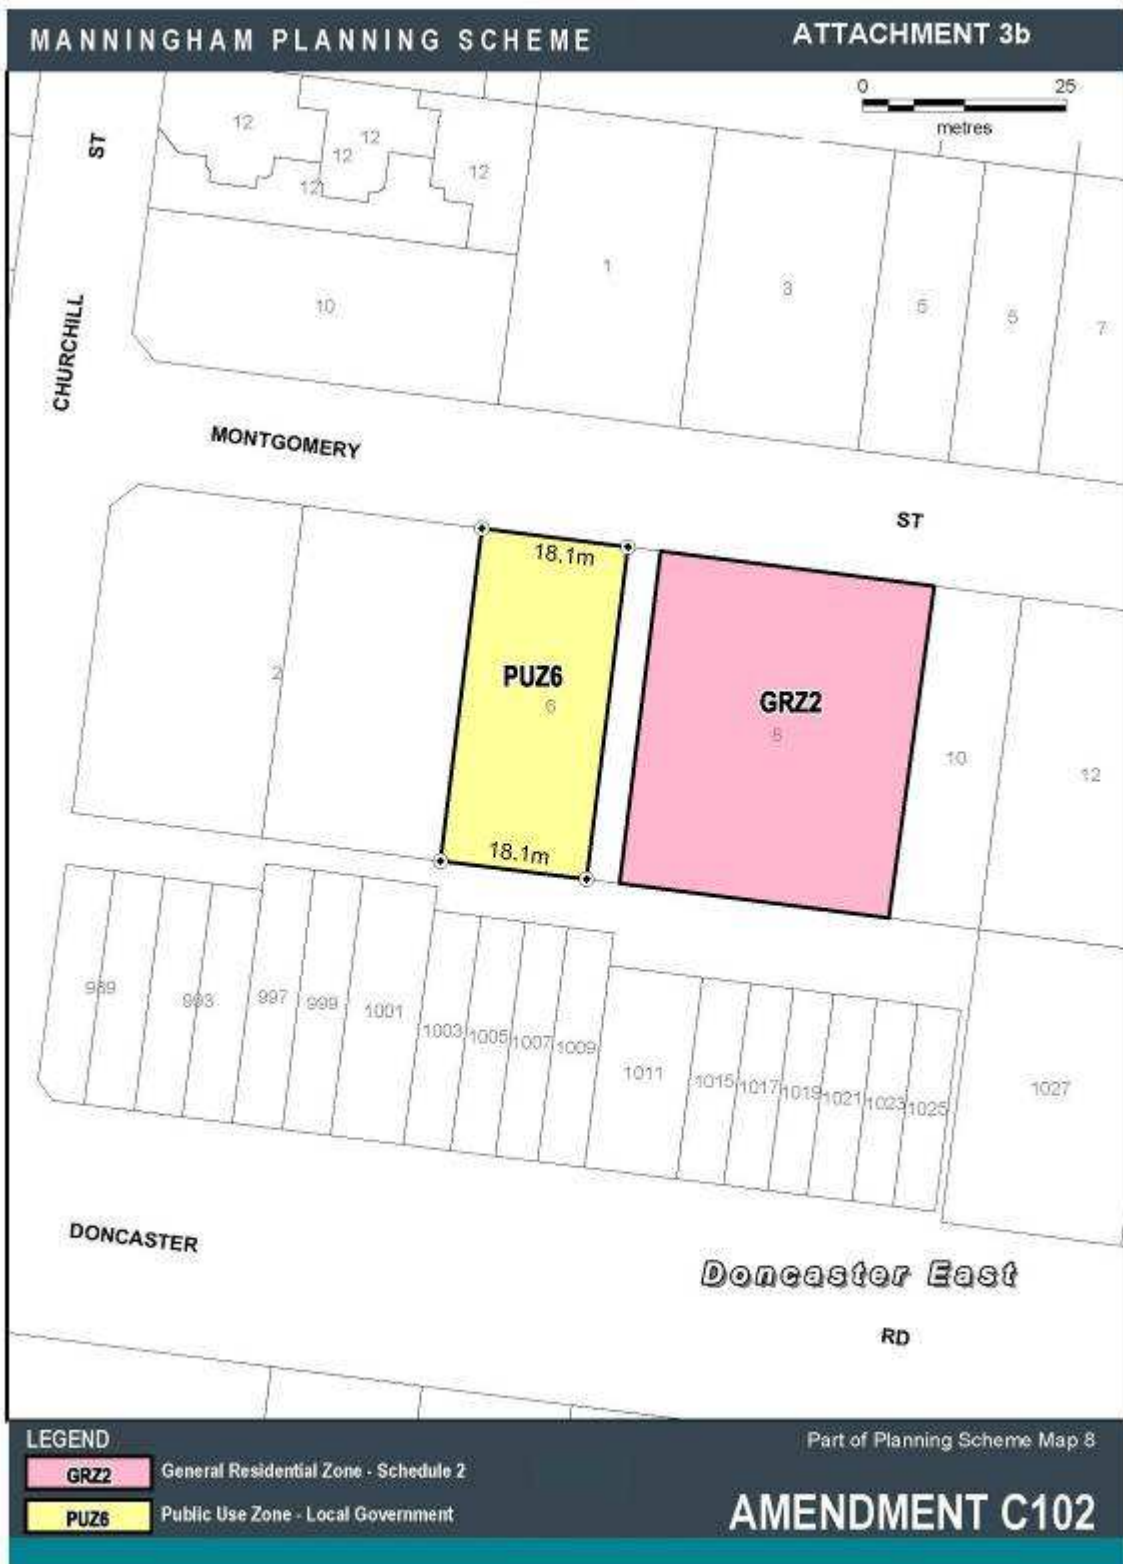 MANNINGHAM PLANNING SCHEME
ATTACHMENT 3b
0 25
metres
ST
12
12
12
12
12
CHURCHILL
10
1
3
5
5
7
MONTGOMERY
ST
18.1m
2
PUZ6
6
GRZ2
8
10
12
18.1m
989
993
997
999
1001
1003
1005
1007
1009
1011
1015
1017
1019
1021
1023
1025
1027
DONCASTER
Doncaster East
RD
LEGEND
GRZ2 General Residential Zone - Schedule 2
PUZ6 Public Use Zone - Local Government
Part of Planning Scheme Map 8
AMENDMENT C102